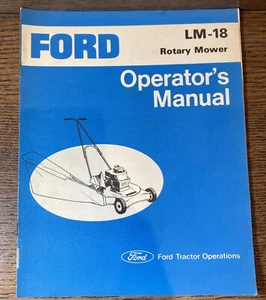 FORD
LM-18
Rotary Mower
Operator's
Manual
Ford Ford Tractor Operations